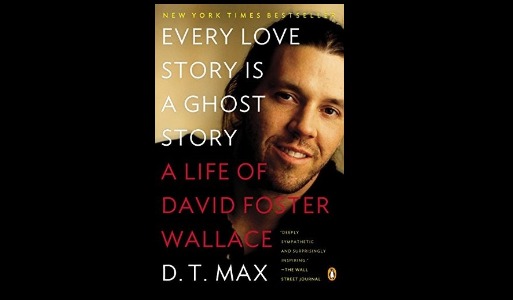 NEW YORK TIMES BESTSELLER
EVERY LOVE
STORY IS
A GHOST
STORY
A LIFE OF
DAVID FOSTER
WALLACE
D. T. MAX
"DEEPLY
SYMPATHETIC
AND SURPRISINGLY
INSPIRING."
—THE WALL
STREET JOURNAL